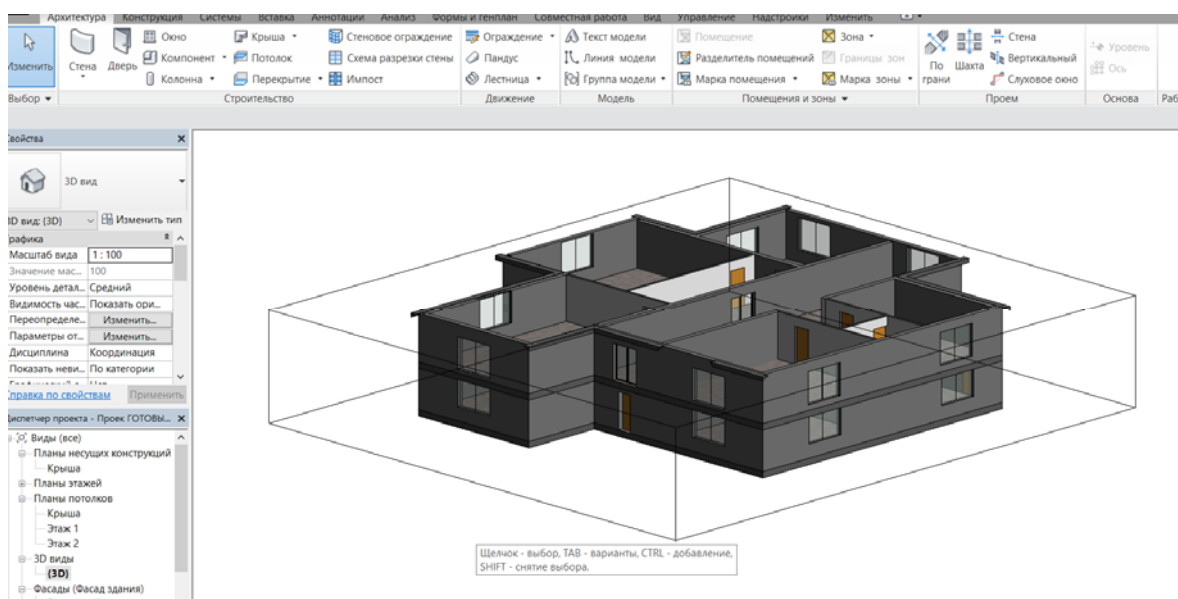 Архитектура Конструкция Системы Вставка Аннотации Анализ Формы и генплан Совместная работа Вид Управление Надстройки Изменить
Окно Крыша Стеновое ограждение Ограждение Текст модели Помещение Зона Стена
Изменить Стена Дверь Компонент Потолок Схема разрезки стены Пандус Линия модели Разделитель помещений Границы зон По грани Шахта Вертикальный Уровень
Колонна Перекрытие Импост Лестница Группа модели Марка помещения Марка зоны Слуховое окно Ось
Выбор Строительство Движение Модель Помещения и зоны Проем Основа Раб
Свойства
3D вид
3D вид: (3D) Изменить тип
рафика
Масштаб вида 1 : 100
Значение мас... 100
Уровень детал... Средний
Видимость час... Показать ори...
Переопределе... Изменить...
Параметры от... Изменить...
Дисциплина Координация
Показать неви... По категории
Справка по свойствам Применить
Диспетчер проекта - Проек ГОТОВЫ...
Виды (все)
Планы несущих конструкций
Крыша
Планы этажей
Планы потолков
Крыша
Этаж 1
Этаж 2
3D виды
(3D)
Фасады (Фасад здания)
Щелчок - выбор, TAB - варианты, CTRL - добавление,
SHIFT - снятие выбора.